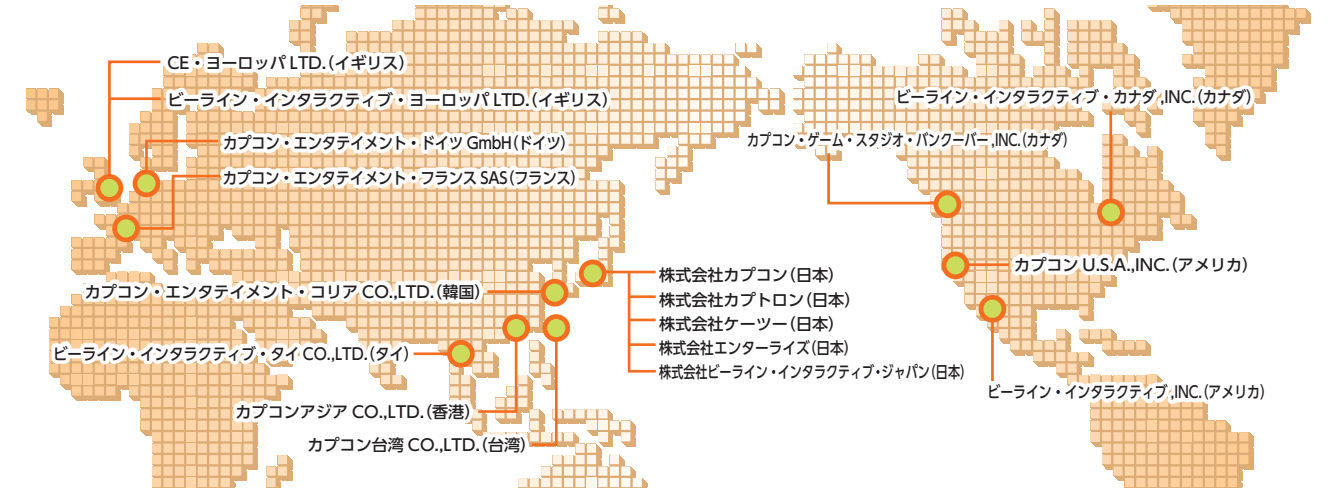 CE・ヨーロッパ LTD.（イギリス）
ビーライン・インタラクティブ・ヨーロッパ LTD.（イギリス）
カプコン・エンタテイメント・ドイツ GmbH（ドイツ）
カプコン・エンタテイメント・フランス SAS（フランス）
ビーライン・インタラクティブ・カナダ,INC.（カナダ）
カプコン・ゲーム・スタジオ・バンクーバー,INC.（カナダ）
カプコン U.S.A.,INC.（アメリカ）
株式会社カプコン（日本）
株式会社カプトロン（日本）
株式会社ケーツー（日本）
株式会社エンターライズ（日本）
株式会社ビーライン・インタラクティブ・ジャパン（日本）
カプコン・エンタテイメント・コリア CO.,LTD.（韓国）
ビーライン・インタラクティブ・タイ CO.,LTD.（タイ）
カプコンアジア CO.,LTD.（香港）
カプコン台湾 CO.,LTD.（台湾）
ビーライン・インタラクティブ,INC.（アメリカ）